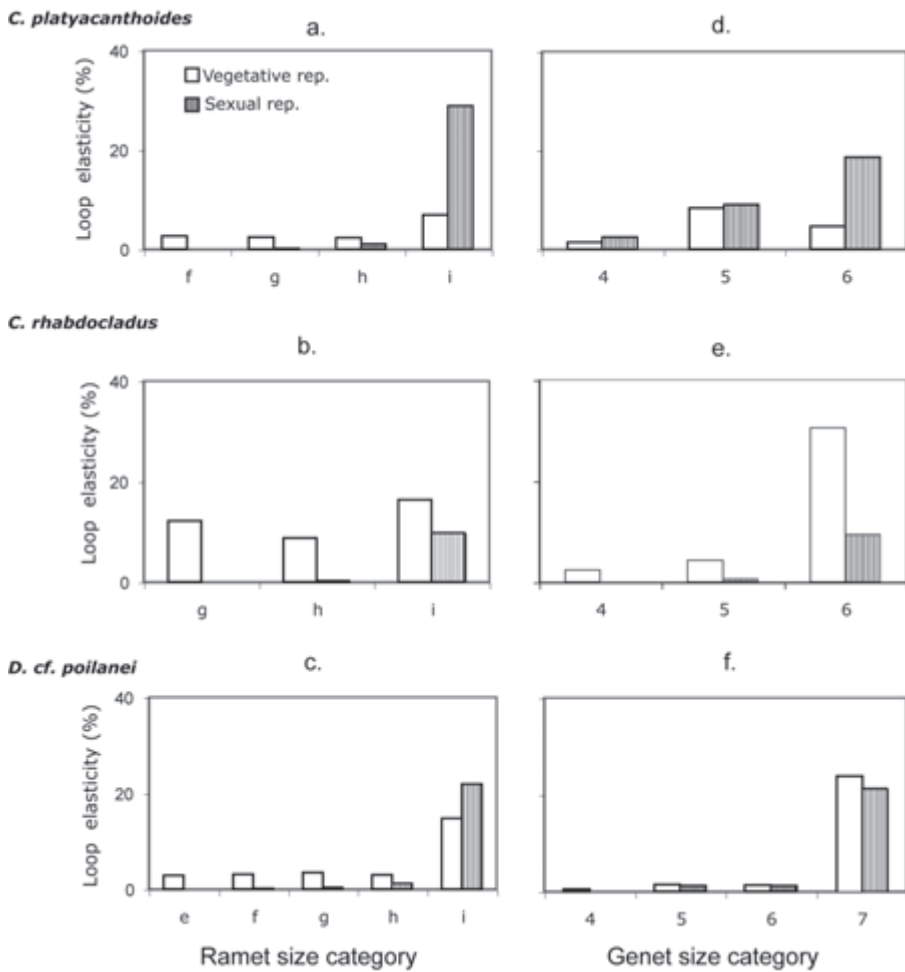 C. platyacanthoides
a.
d.
Loop elasticity (%)
40
20
0
Vegetative rep.
Sexual rep.
f g h i
4 5 6
C. rhabdocladus
b.
e.
Loop elasticity (%)
40
20
0
g h i
4 5 6
D. cf. poilanei
c.
f.
Loop elasticity (%)
40
20
0
e f g h i
4 5 6 7
Ramet size category
Genet size category